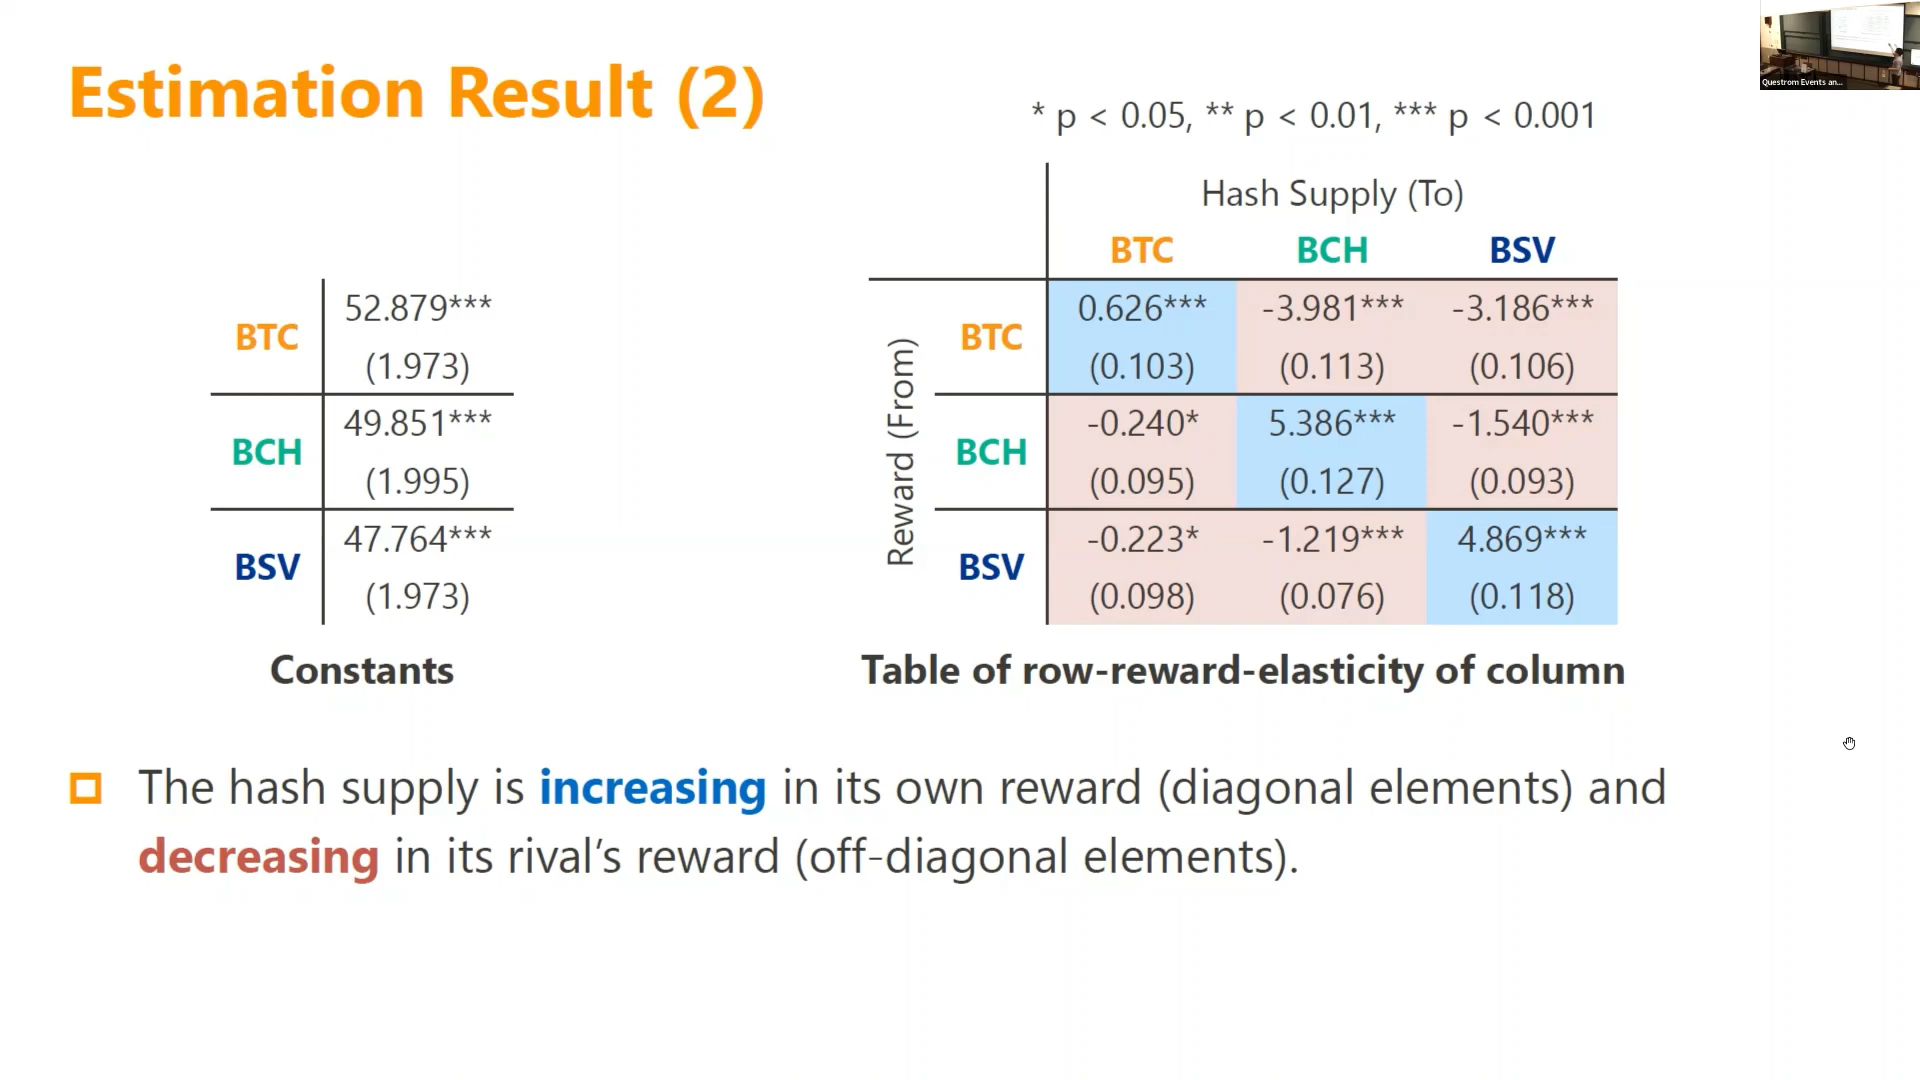 Estimation Result (2)
* p < 0.05, ** p < 0.01, *** p < 0.001
Questrom Events an...
BTC 52.879***
(1.973)
BCH 49.851***
(1.995)
BSV 47.764***
(1.973)
Constants
Hash Supply (To)
BTC BCH BSV
Reward (From)
BTC 0.626*** -3.981*** -3.186***
(0.103) (0.113) (0.106)
BCH -0.240* 5.386*** -1.540***
(0.095) (0.127) (0.093)
BSV -0.223* -1.219*** 4.869***
(0.098) (0.076) (0.118)
Table of row-reward-elasticity of column
The hash supply is increasing in its own reward (diagonal elements) and
decreasing in its rival’s reward (off-diagonal elements).